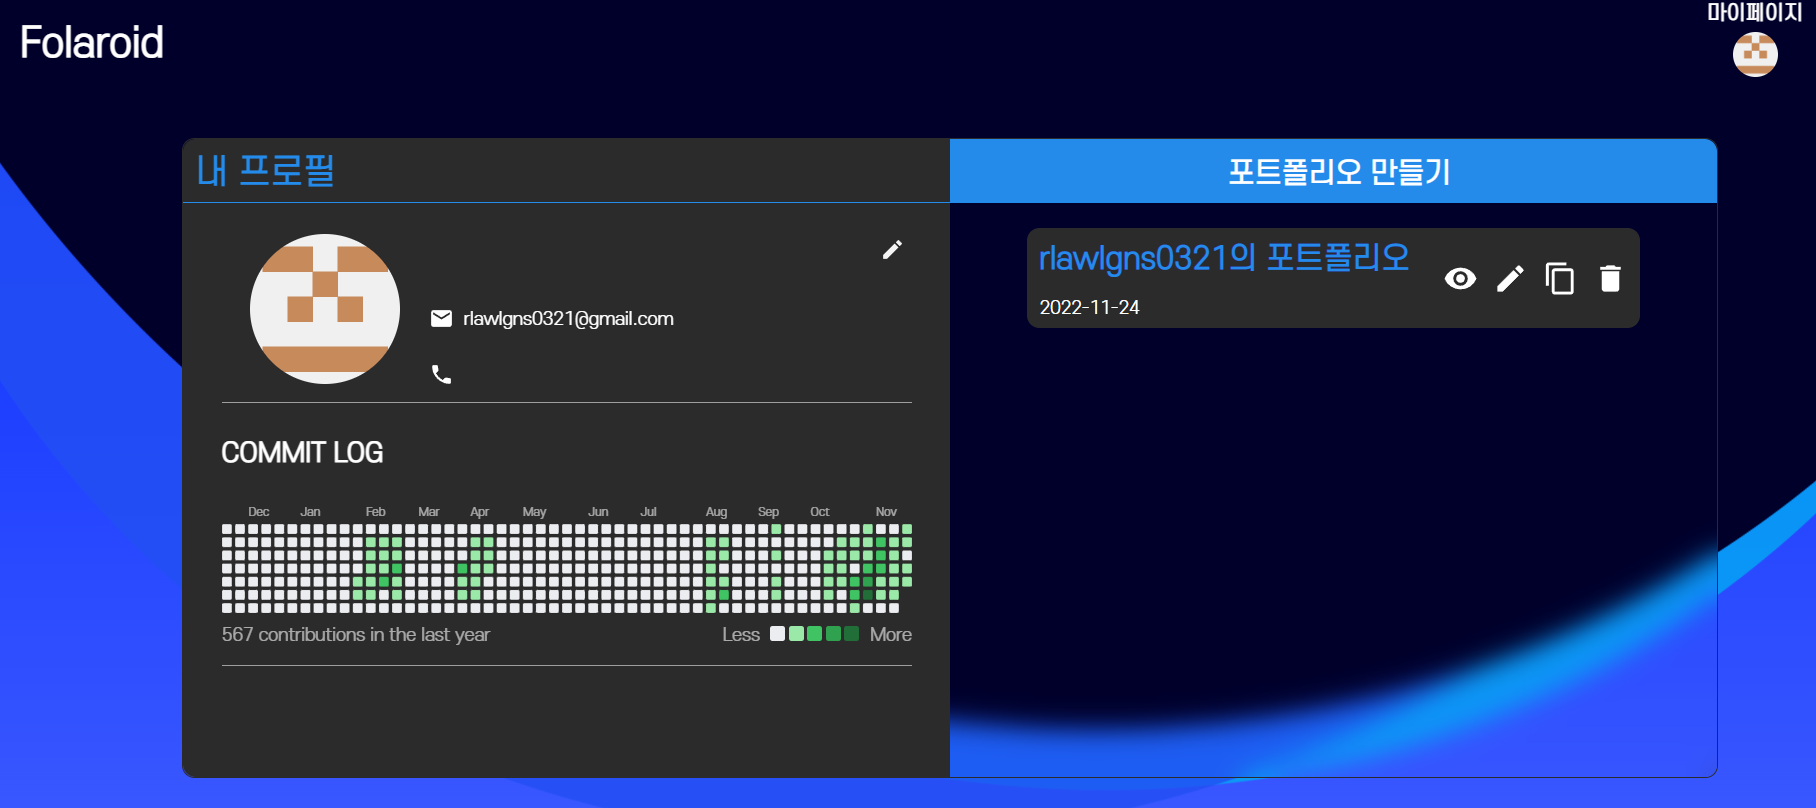 Folaroid
마이페이지
내 프로필
포트폴리오 만들기
rlawlgns0321@gmail.com
rlawlgns0321의 포트폴리오
2022-11-24
COMMIT LOG
Dec Jan Feb Mar Apr May Jun Jul Aug Sep Oct Nov
567 contributions in the last year
Less More